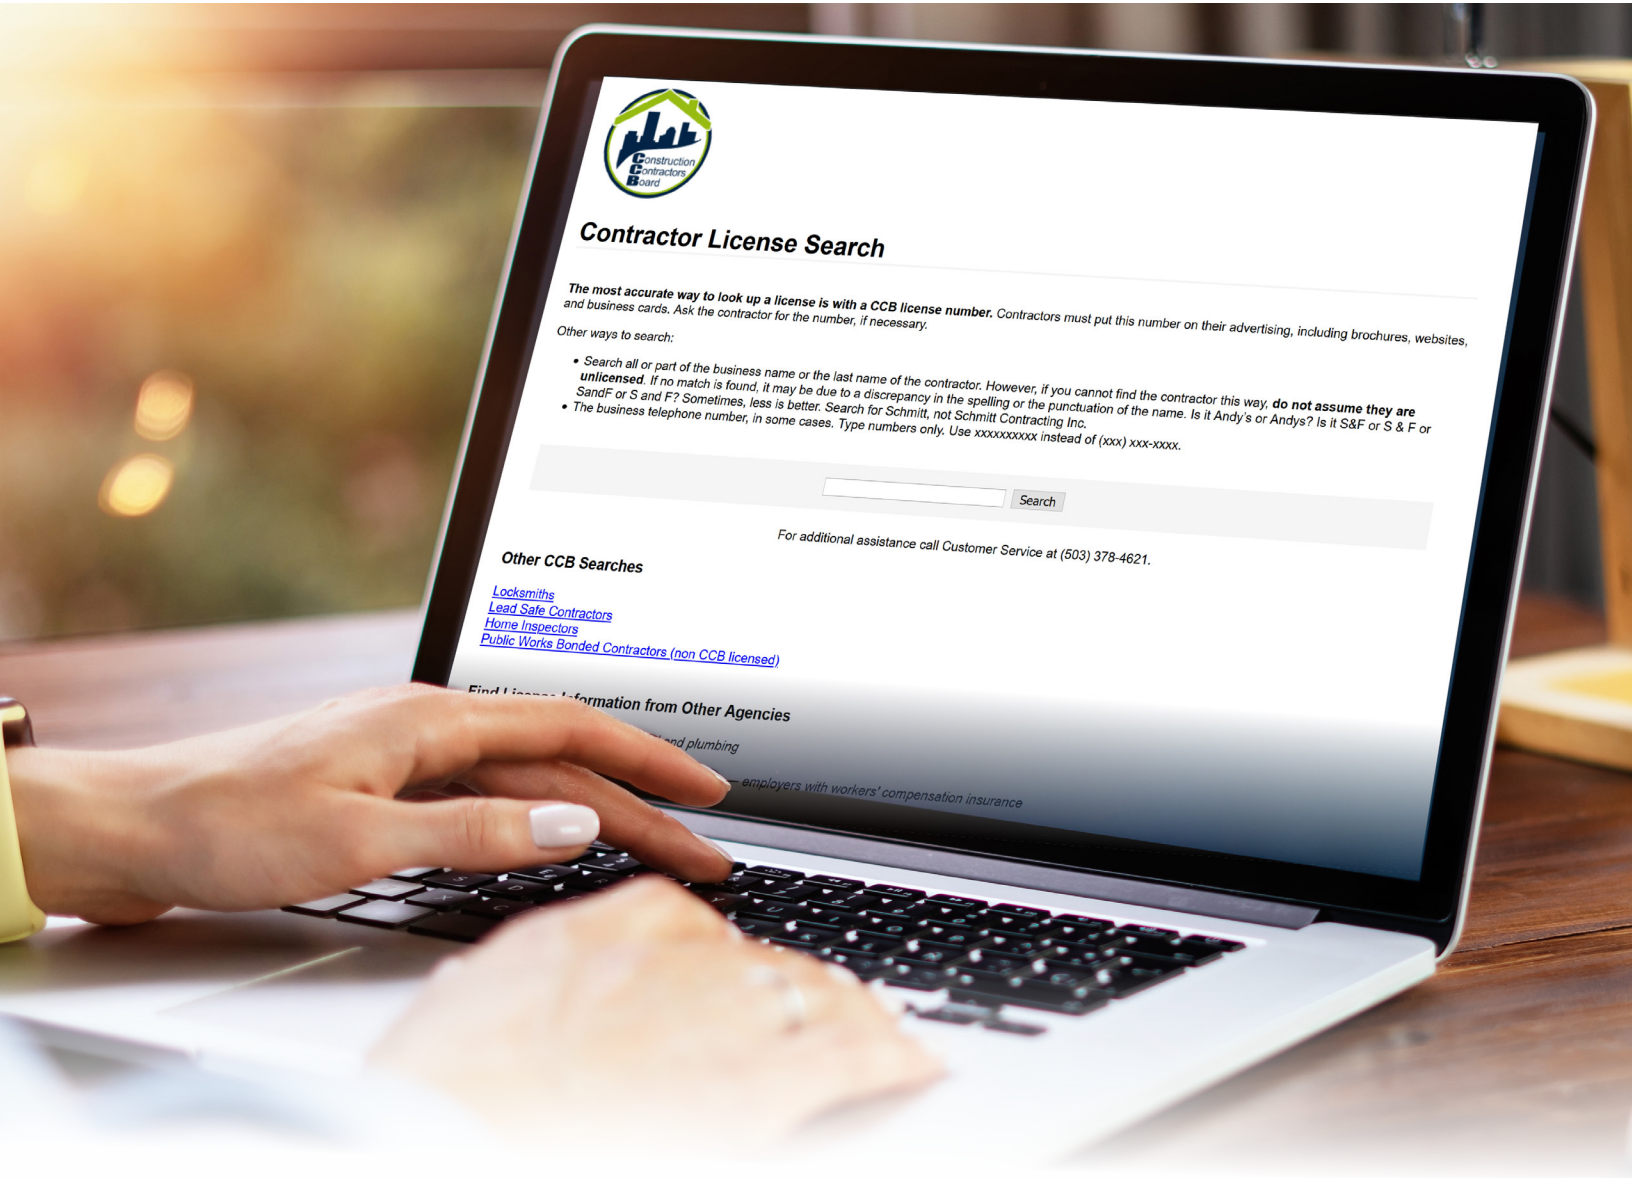 Construction
Contractors
Board
Contractor License Search
The most accurate way to look up a license is with a CCB license number. Contractors must put this number on their advertising, including brochures, websites,
and business cards. Ask the contractor for the number, if necessary.
Other ways to search:
• Search all or part of the business name or the last name of the contractor. However, if you cannot find the contractor this way, do not assume they are
unlicensed. If no match is found, it may be due to a discrepancy in the spelling or the punctuation of the name. Is it Andy's or Andys? Is it S&F or S & F or
SandF or S and F? Sometimes, less is better. Search for Schmitt, not Schmitt Contracting Inc.
• The business telephone number, in some cases. Type numbers only. Use xxxxxxxxxx instead of (xxx) xxx-xxxx.
Search
For additional assistance call Customer Service at (503) 378-4621.
Other CCB Searches
Locksmiths
Lead Safe Contractors
Home Inspectors
Public Works Bonded Contractors (non CCB licensed)
Find License Information from Other Agencies
and plumbing
— employers with workers' compensation insurance